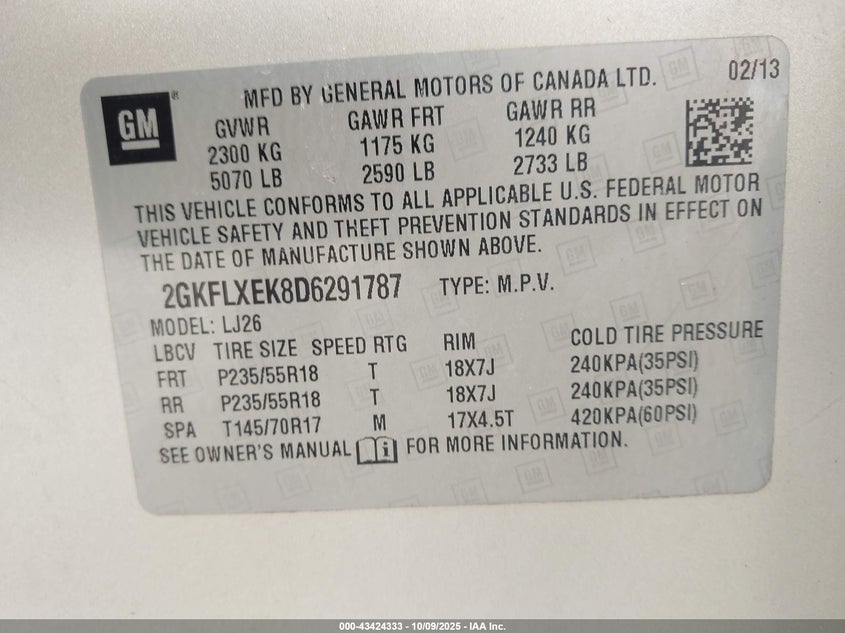 GM ®
MFD BY GENERAL MOTORS OF CANADA LTD. 02/13
GVWR GAWR FRT GAWR RR
2300 KG 1175 KG 1240 KG
5070 LB 2590 LB 2733 LB
THIS VEHICLE CONFORMS TO ALL APPLICABLE U.S. FEDERAL MOTOR
VEHICLE SAFETY AND THEFT PREVENTION STANDARDS IN EFFECT ON
THE DATE OF MANUFACTURE SHOWN ABOVE.
2GKFLXEK8D6291787 TYPE: M.P.V.
MODEL: LJ26
LBCV TIRE SIZE SPEED RTG RIM COLD TIRE PRESSURE
FRT P235/55R18 T 18X7J 240KPA(35PSI)
RR P235/55R18 T 18X7J 240KPA(35PSI)
SPA T145/70R17 M 17X4.5T 420KPA(60PSI)
SEE OWNER'S MANUAL FOR MORE INFORMATION.
000-43424333 - 10/09/2025 - IAA Inc.